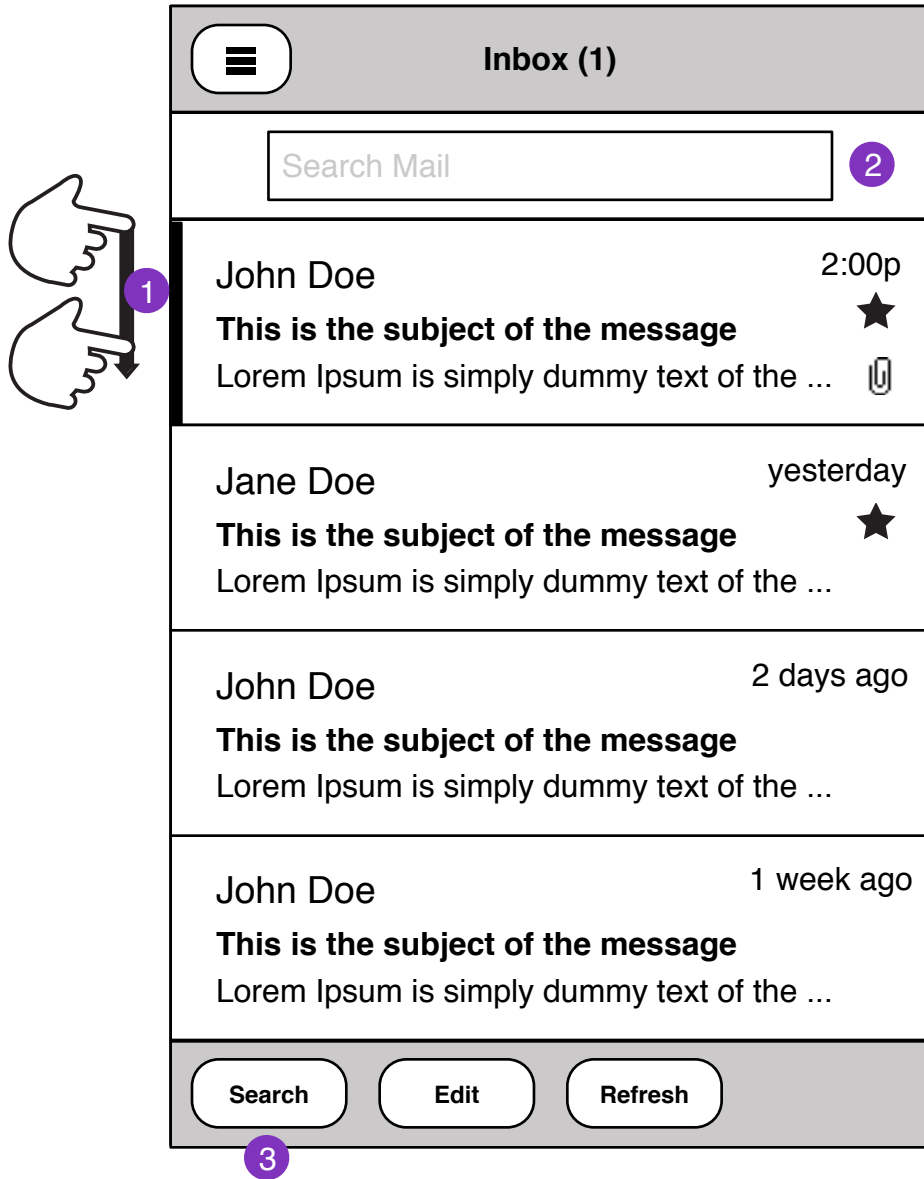 Inbox (1)
Search Mail
2
1
John Doe
2:00p
This is the subject of the message
Lorem Ipsum is simply dummy text of the ...
Jane Doe
yesterday
This is the subject of the message
Lorem Ipsum is simply dummy text of the ...
John Doe
2 days ago
This is the subject of the message
Lorem Ipsum is simply dummy text of the ...
John Doe
1 week ago
This is the subject of the message
Lorem Ipsum is simply dummy text of the ...
Search
Edit
Refresh
3